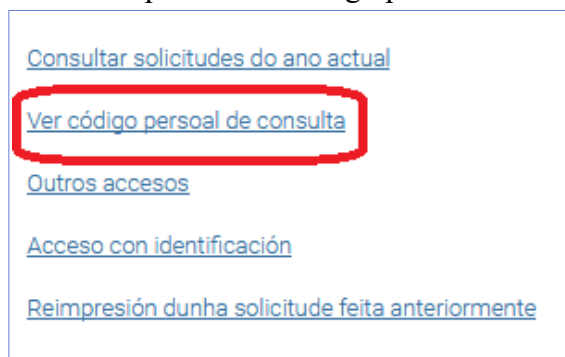 Consultar solicitudes do ano actual
Ver código persoal de consulta
Outros accesos
Acceso con identificación
Reimpresión dunha solicitude feita anteriormente